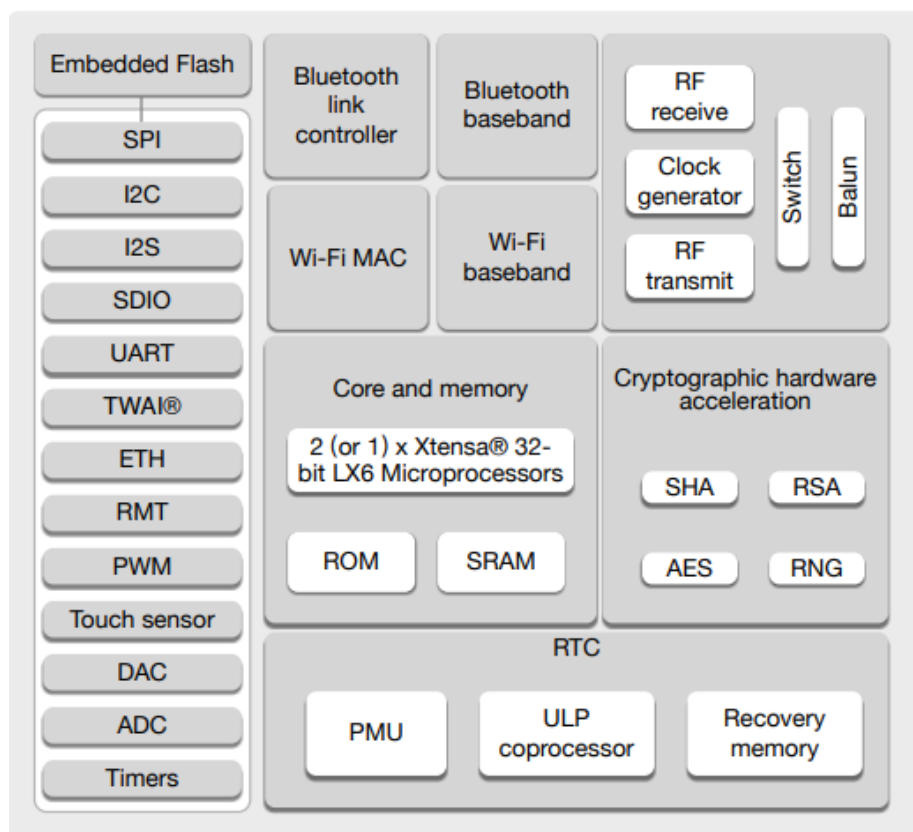 Embedded Flash
SPI
I2C
I2S
SDIO
UART
TWAI®
ETH
RMT
PWM
Touch sensor
DAC
ADC
Timers
Bluetooth
link
controller
Bluetooth
baseband
Wi-Fi MAC
Wi-Fi
baseband
RF
receive
Clock
generator
RF
transmit
Switch
Balun
Core and memory
2 (or 1) x Xtensa® 32-
bit LX6 Microprocessors
ROM
SRAM
Cryptographic hardware
acceleration
SHA
RSA
AES
RNG
RTC
PMU
ULP
coprocessor
Recovery
memory